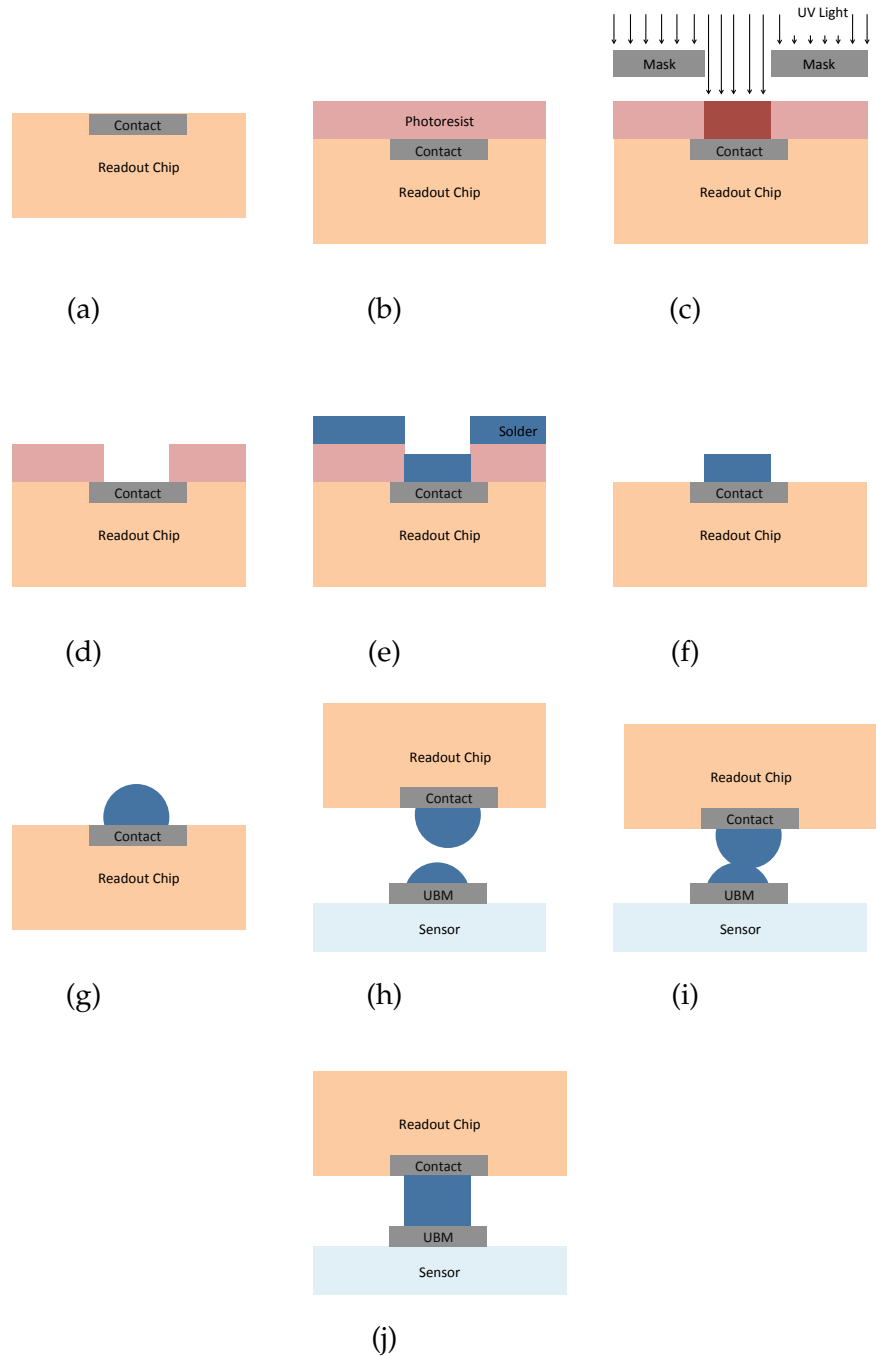 UV Light
Mask Mask
Contact
Readout Chip
Photoresist
Contact
Readout Chip
Contact
Readout Chip
(a) (b) (c)
Contact
Readout Chip
Solder
Contact
Readout Chip
Contact
Readout Chip
(d) (e) (f)
Contact
Readout Chip
Readout Chip
Contact
UBM
Sensor
Readout Chip
Contact
UBM
Sensor
(g) (h) (i)
Readout Chip
Contact
UBM
Sensor
(j)